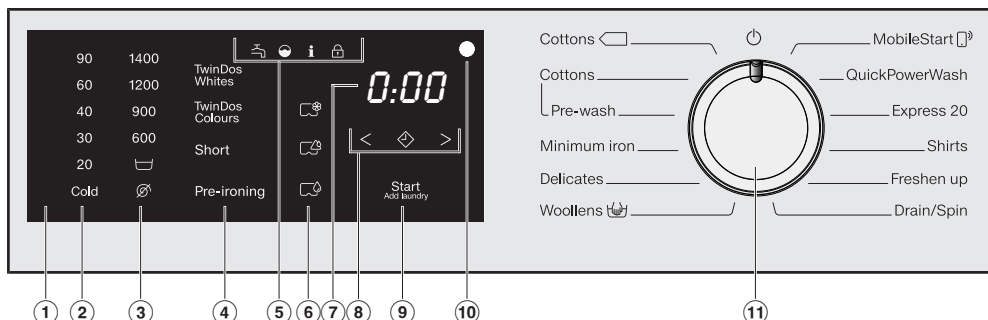 90
60
40
30
20
Cold
1400
1200
900
600
TwinDos
Whites
TwinDos
Colours
Short
Pre-ironing
i
0:00
< >
Start
Add laundry
Cottons
Cottons
Pre-wash
Minimum iron
Delicates
Woollens
MobileStart
QuickPowerWash
Express 20
Shirts
Freshen up
Drain/Spin
1 2 3 4 5 6 7 8 9 10 11